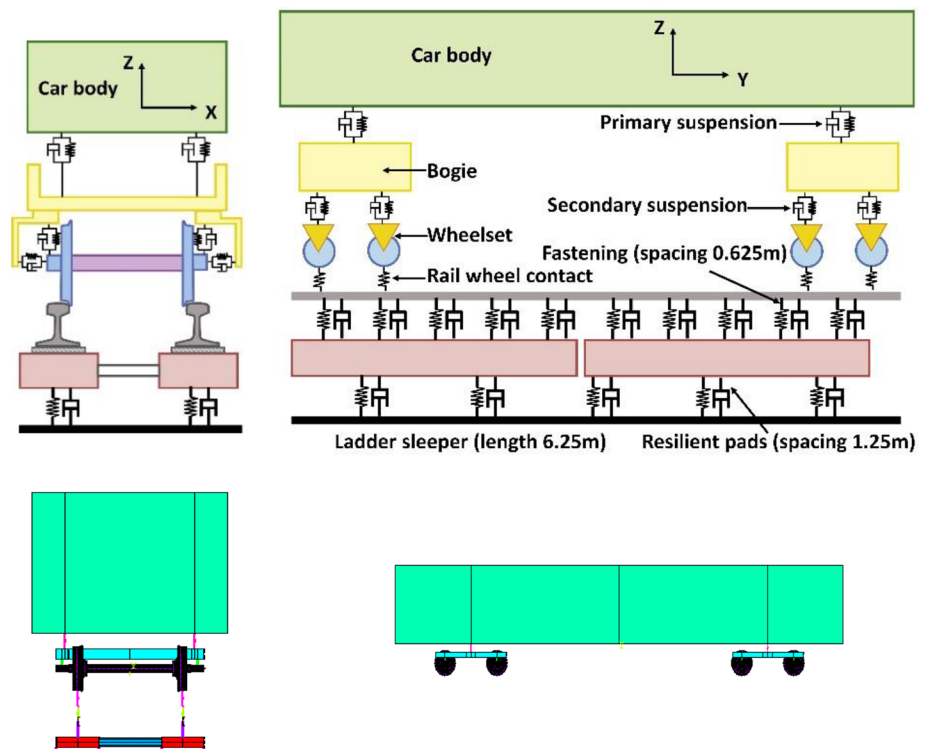 Z
Car body
X
Z
Car body
Y
Primary suspension
Bogie
Secondary suspension
Wheelset
Fastening (spacing 0.625m)
Rail wheel contact
Ladder sleeper (length 6.25m)
Resilient pads (spacing 1.25m)